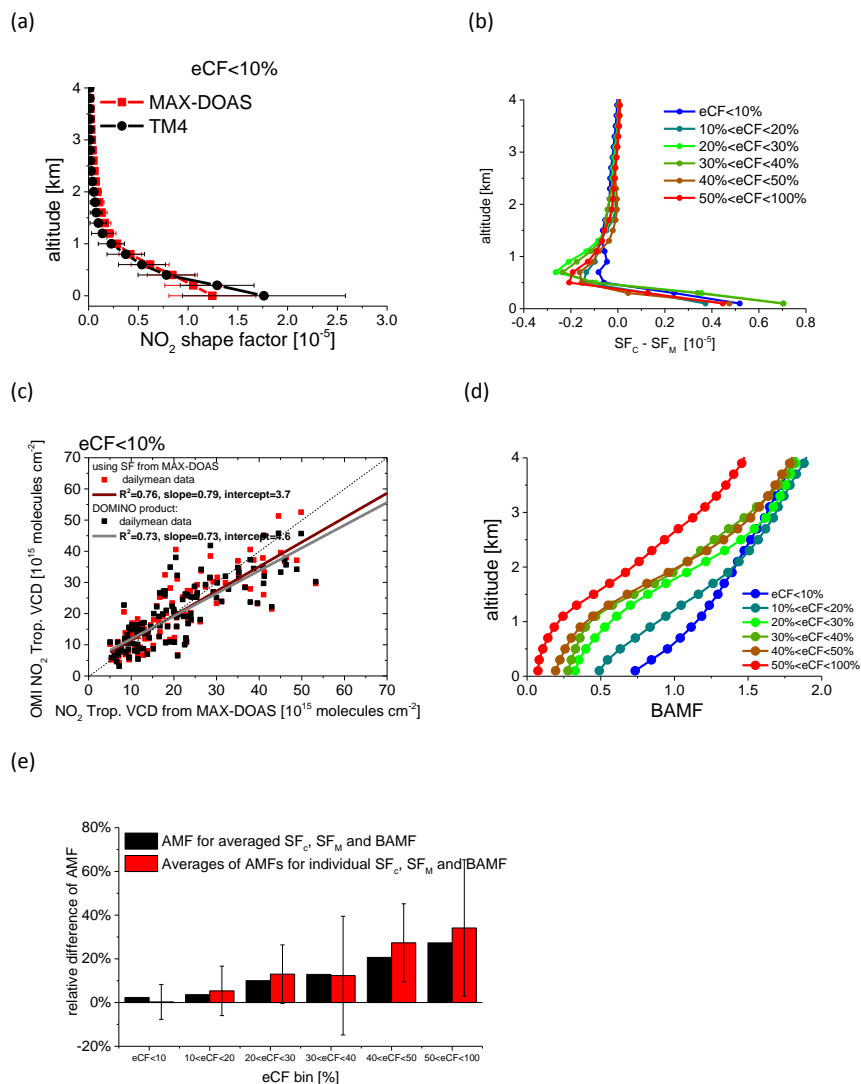 (a)
eCF<10%
MAX-DOAS
TM4
altitude [km]
4
3
2
1
0
0.0 0.5 1.0 1.5 2.0 2.5 3.0
NO2 shape factor [10^-5]
(b)
eCF<10%
10%<eCF<20%
20%<eCF<30%
30%<eCF<40%
40%<eCF<50%
50%<eCF<100%
altitude [km]
4
3
2
1
0
-0.4 -0.2 0.0 0.2 0.4 0.6 0.8
SFC - SFM [10^-5]
(c)
eCF<10%
using SF from MAX-DOAS
dailymean data
R²=0.76, slope=0.79, intercept=3.7
DOMINO product:
dailymean data
R²=0.73, slope=0.73, intercept=4.6
OMI NO2 Trop. VCD [10^15 molecules cm^-2]
70
60
50
40
30
20
10
0
0 10 20 30 40 50 60 70
NO2 Trop. VCD from MAX-DOAS [10^15 molecules cm^-2]
(d)
eCF<10%
10%<eCF<20%
20%<eCF<30%
30%<eCF<40%
40%<eCF<50%
50%<eCF<100%
altitude [km]
4
3
2
1
0
0.0 0.5 1.0 1.5 2.0
BAMF
(e)
AMF for averaged SFc, SFM and BAMF
Averages of AMFs for individual SFc, SFM and BAMF
relative difference of AMF
80%
60%
40%
20%
0%
-20%
eCF<10 10<eCF<20 20<eCF<30 30<eCF<40 40<eCF<50 50<eCF<100
eCF bin [%]